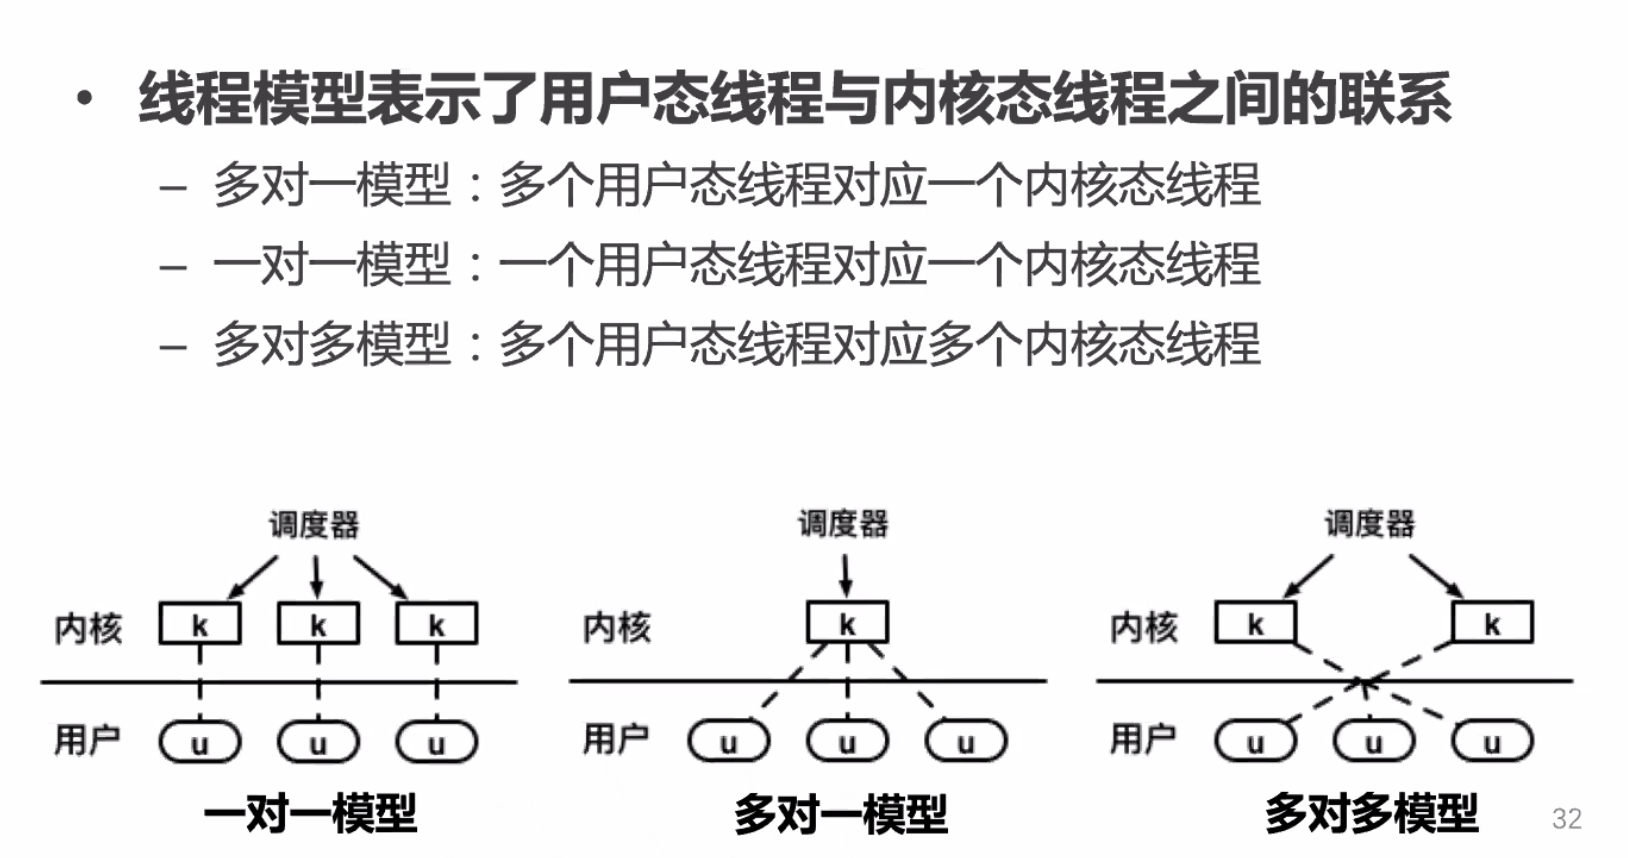 • 线程模型表示了用户态线程与内核态线程之间的联系
– 多对一模型：多个用户态线程对应一个内核态线程
– 一对一模型：一个用户态线程对应一个内核态线程
– 多对多模型：多个用户态线程对应多个内核态线程
调度器 调度器 调度器
内核 k k k 内核 k 内核 k k
用户 u u u 用户 u u u 用户 u u u
一对一模型 多对一模型 多对多模型
32